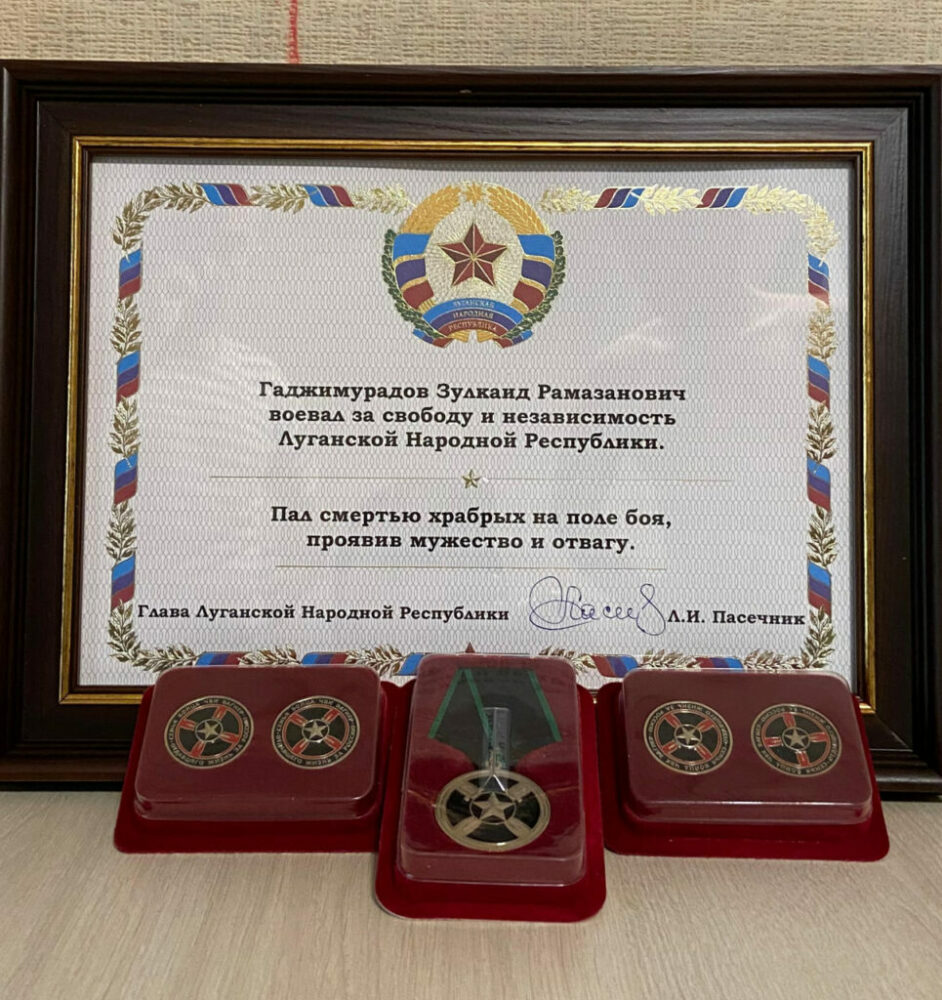 ЛУГАНСКАЯ
НАРОДНАЯ
РЕСПУБЛИКА
Гаджимурадов Зулкаид Рамазанович
воевал за свободу и независимость
Луганской Народной Республики.
Пал смертью храбрых на поле боя,
проявив мужество и отвагу.
Глава Луганской Народной Республики Л.И. Пасечник